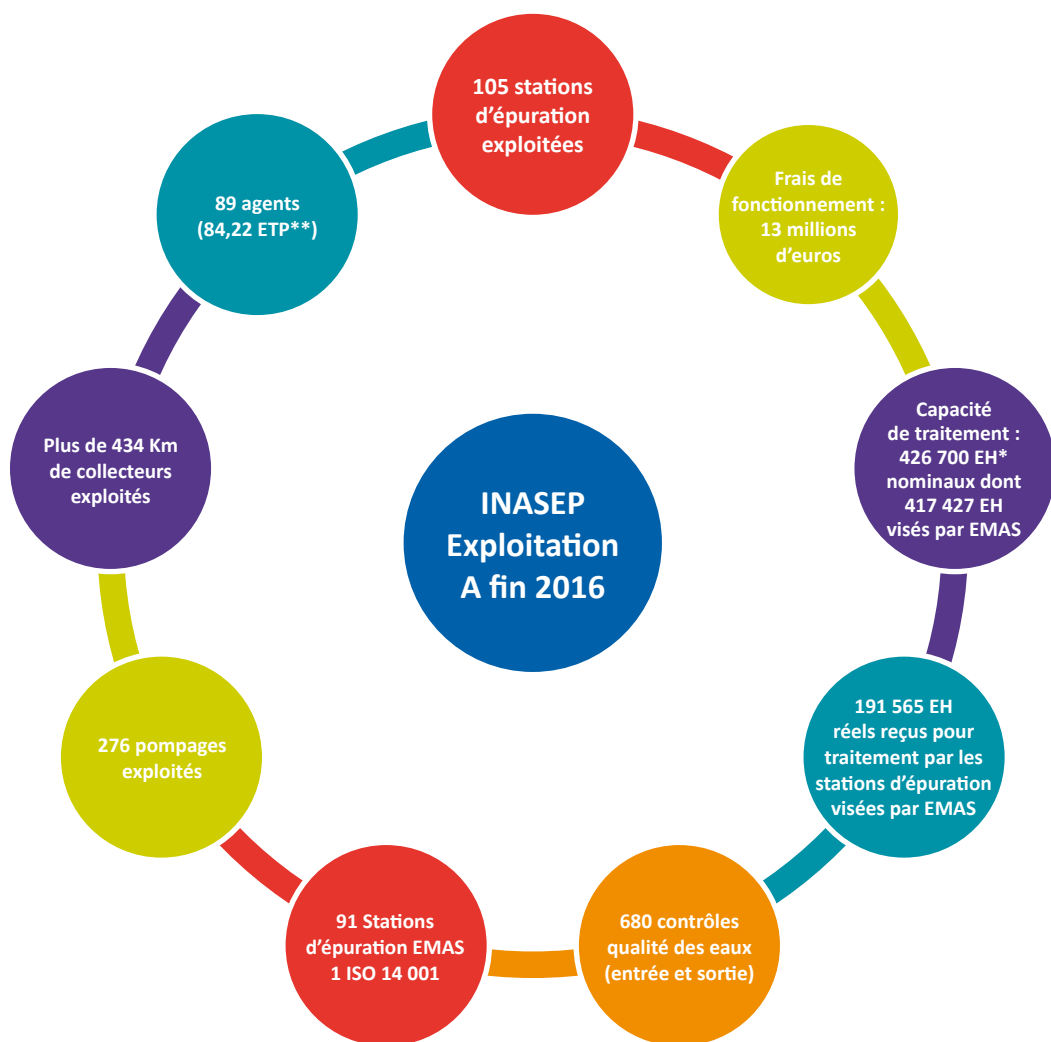 105 stations
d'épuration
exploitées
Frais de
fonctionnement :
13 millions
d'euros
Capacité
de traitement :
426 700 EH*
nominaux dont
417 427 EH
visés par EMAS
191 565 EH
réels reçus pour
traitement par les
stations d'épuration
visées par EMAS
680 contrôles
qualité des eaux
(entrée et sortie)
91 Stations
d'épuration EMAS
1 ISO 14 001
276 pompages
exploités
Plus de 434 Km
de collecteurs
exploités
89 agents
(84,22 ETP**)
INASEP
Exploitation
A fin 2016